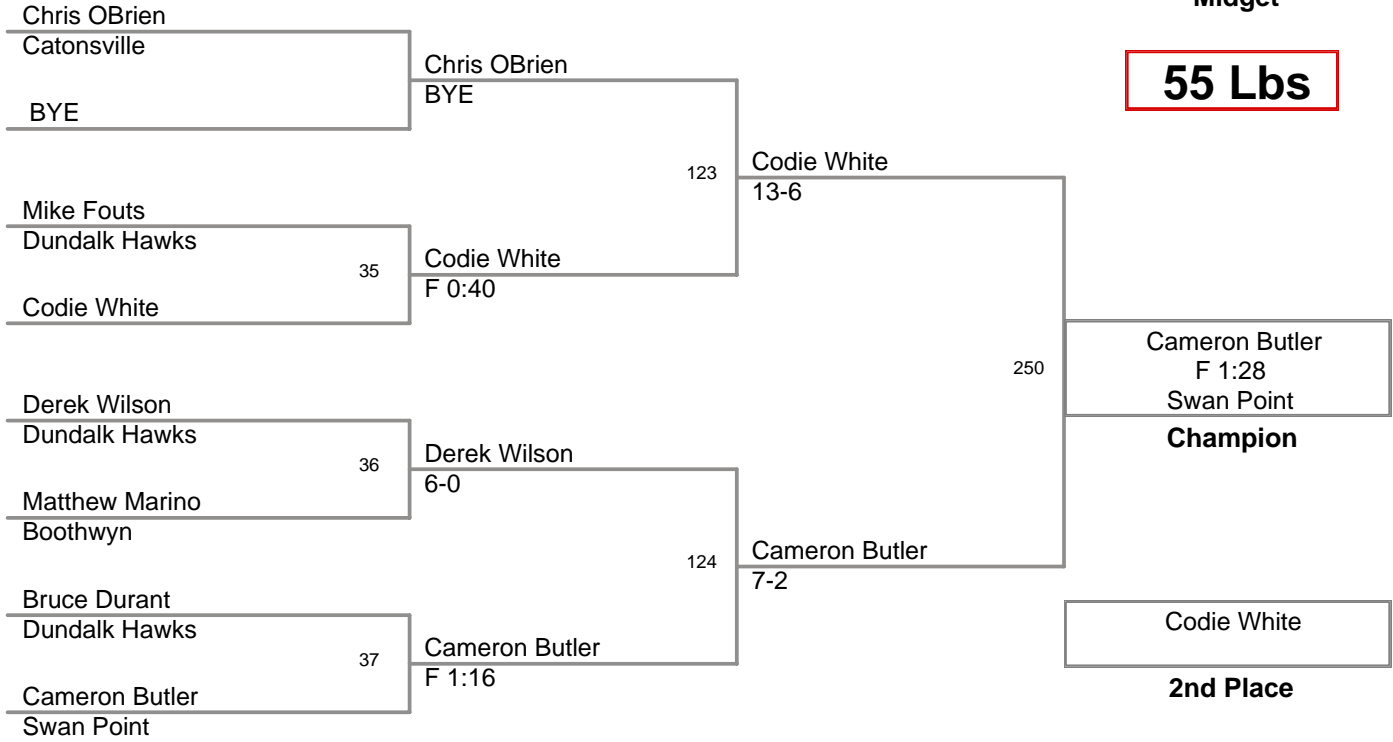 Midget
55 Lbs
Chris OBrien
Catonsville
BYE
Mike Fouts
Dundalk Hawks
35
Codie White
Derek Wilson
Dundalk Hawks
36
Matthew Marino
Boothwyn
Bruce Durant
Dundalk Hawks
37
Cameron Butler
Swan Point
Chris OBrien
BYE
123
Codie White
F 0:40
Derek Wilson
6-0
124
Cameron Butler
F 1:16
Codie White
13-6
250
Cameron Butler
7-2
Cameron Butler
F 1:28
Swan Point
Champion
Codie White
2nd Place